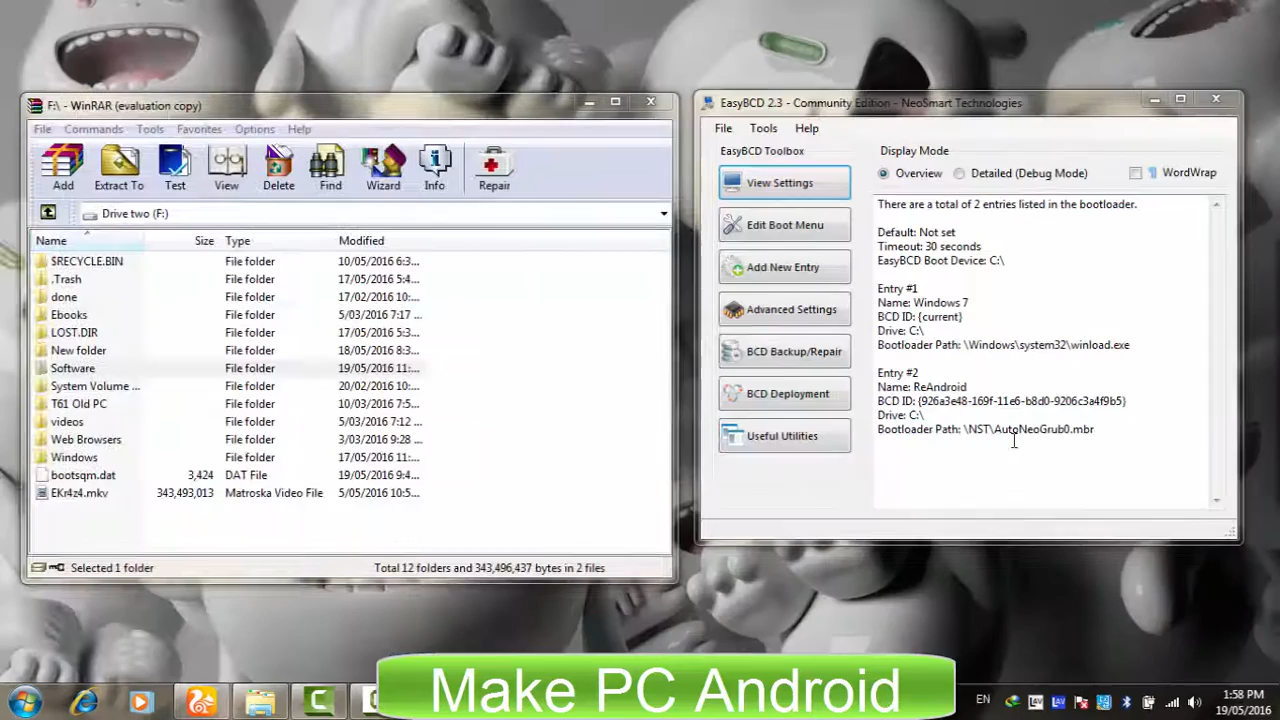 F:\ - WinRAR (evaluation copy)
File Commands Tools Favorites Options Help
Add Extract To Test View Delete Find Wizard Info Repair
Drive two (F:)
Name Size Type Modified
$RECYCLE.BIN File folder 10/05/2016 6:3...
.Trash File folder 17/05/2016 5:4...
done File folder 17/02/2016 10:...
Ebooks File folder 5/03/2016 7:17 ...
LOST.DIR File folder 17/05/2016 5:3...
New folder File folder 18/05/2016 8:3...
Software File folder 19/05/2016 11:...
System Volume ... File folder 20/02/2016 10:...
T61 Old PC File folder 10/03/2016 7:5...
videos File folder 5/03/2016 7:12 ...
Web Browsers File folder 3/03/2016 9:28 ...
Windows File folder 19/05/2016 11:...
bootsqm.dat 3,424 DAT File 19/05/2016 9:4...
EKr4z4.mkv 343,493,013 Matroska Video File 5/05/2016 10:5...
Selected 1 folder Total 12 folders and 343,496,437 bytes in 2 files
EasyBCD 2.3 - Community Edition - NeoSmart Technologies
File Tools Help
EasyBCD Toolbox
View Settings
Edit Boot Menu
Add New Entry
Advanced Settings
BCD Backup/Repair
BCD Deployment
Useful Utilities
Display Mode
Overview Detailed (Debug Mode) WordWrap
There are a total of 2 entries listed in the bootloader.
Default: Not set
Timeout: 30 seconds
EasyBCD Boot Device: C:\
Entry #1
Name: Windows 7
BCD ID: {current}
Drive: C:\
Bootloader Path: \Windows\system32\winload.exe
Entry #2
Name: ReAndroid
BCD ID: {926a3e48-169f-11e6-b8d0-9206c3a4f9b5}
Drive: C:\
Bootloader Path: \NST\AutoNeoGrub0.mbr
Make PC Android
EN
1:58 PM
19/05/2016